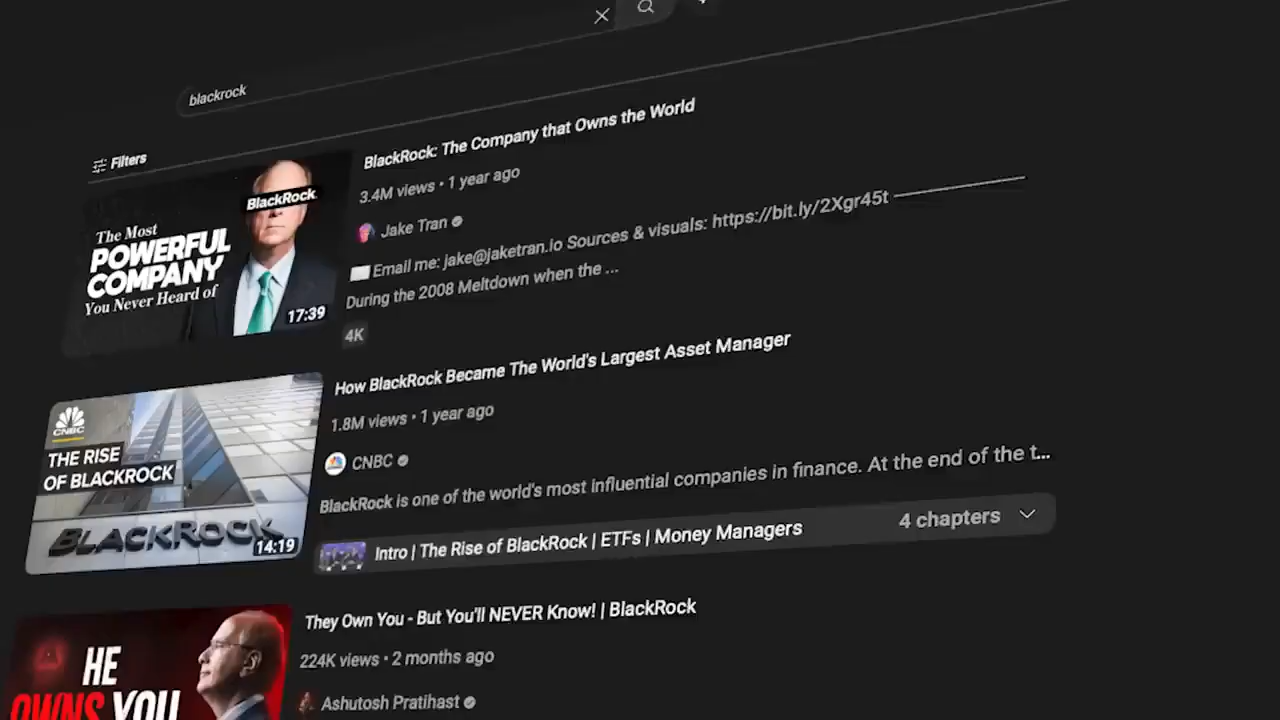 blackrock
Filters
BlackRock: The Company that Owns the World
3.4M views • 1 year ago
Jake Tran
Email me: jake@jaketran.io Sources & visuals: https://bit.ly/2Xgr45t
During the 2008 Meltdown when the ...
4K
BlackRock
The Most
POWERFUL
COMPANY
You Never Heard of
17:39
How BlackRock Became The World's Largest Asset Manager
1.8M views • 1 year ago
CNBC
BlackRock is one of the world's most influential companies in finance. At the end of the t...
Intro | The Rise of BlackRock | ETFs | Money Managers
4 chapters
CNBC
THE RISE
OF BLACKROCK
BLACKROCK
14:19
They Own You - But You'll NEVER Know! | BlackRock
224K views • 2 months ago
Ashutosh Pratihast
HE
OWNS YOU